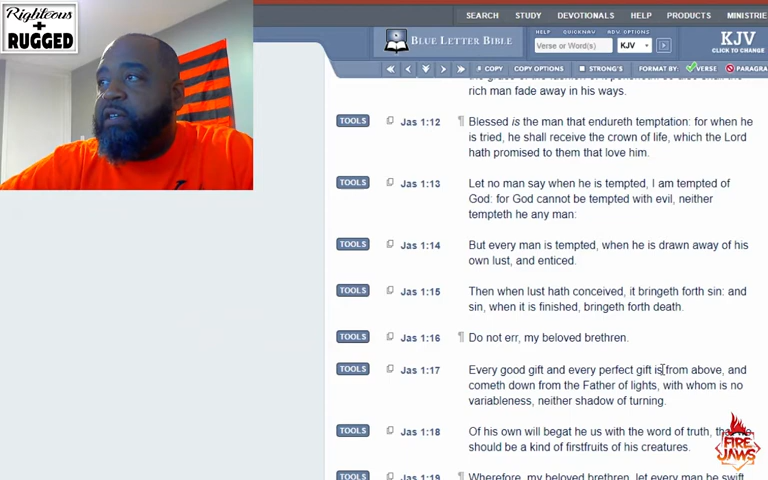 Righteous
+
RUGGED
SEARCH STUDY DEVOTIONALS HELP PRODUCTS MINISTRIE
BLUE LETTER BIBLE
HELP QUICKNAV ADV OPTIONS
Verse or Word(s) KJV
KJV
CLICK TO CHANGE
COPY COPY OPTIONS STRONG'S FORMAT BY VERSE PARAGRA
rich man fade away in his ways.
TOOLS Jas 1:12 ¶ Blessed is the man that endureth temptation: for when he
is tried, he shall receive the crown of life, which the Lord
hath promised to them that love him.
TOOLS Jas 1:13 Let no man say when he is tempted, I am tempted of
God: for God cannot be tempted with evil, neither
tempteth he any man:
TOOLS Jas 1:14 But every man is tempted, when he is drawn away of his
own lust, and enticed.
TOOLS Jas 1:15 Then when lust hath conceived, it bringeth forth sin: and
sin, when it is finished, bringeth forth death.
TOOLS Jas 1:16 ¶ Do not err, my beloved brethren.
TOOLS Jas 1:17 Every good gift and every perfect gift is from above, and
cometh down from the Father of lights, with whom is no
variableness, neither shadow of turning.
TOOLS Jas 1:18 Of his own will begat he us with the word of truth,
should be a kind of firstfruits of his creatures.
TOOLS Jas 1:19 ¶ Wherefore, my beloved brethren, let every man be swift
FIRE
JAWS